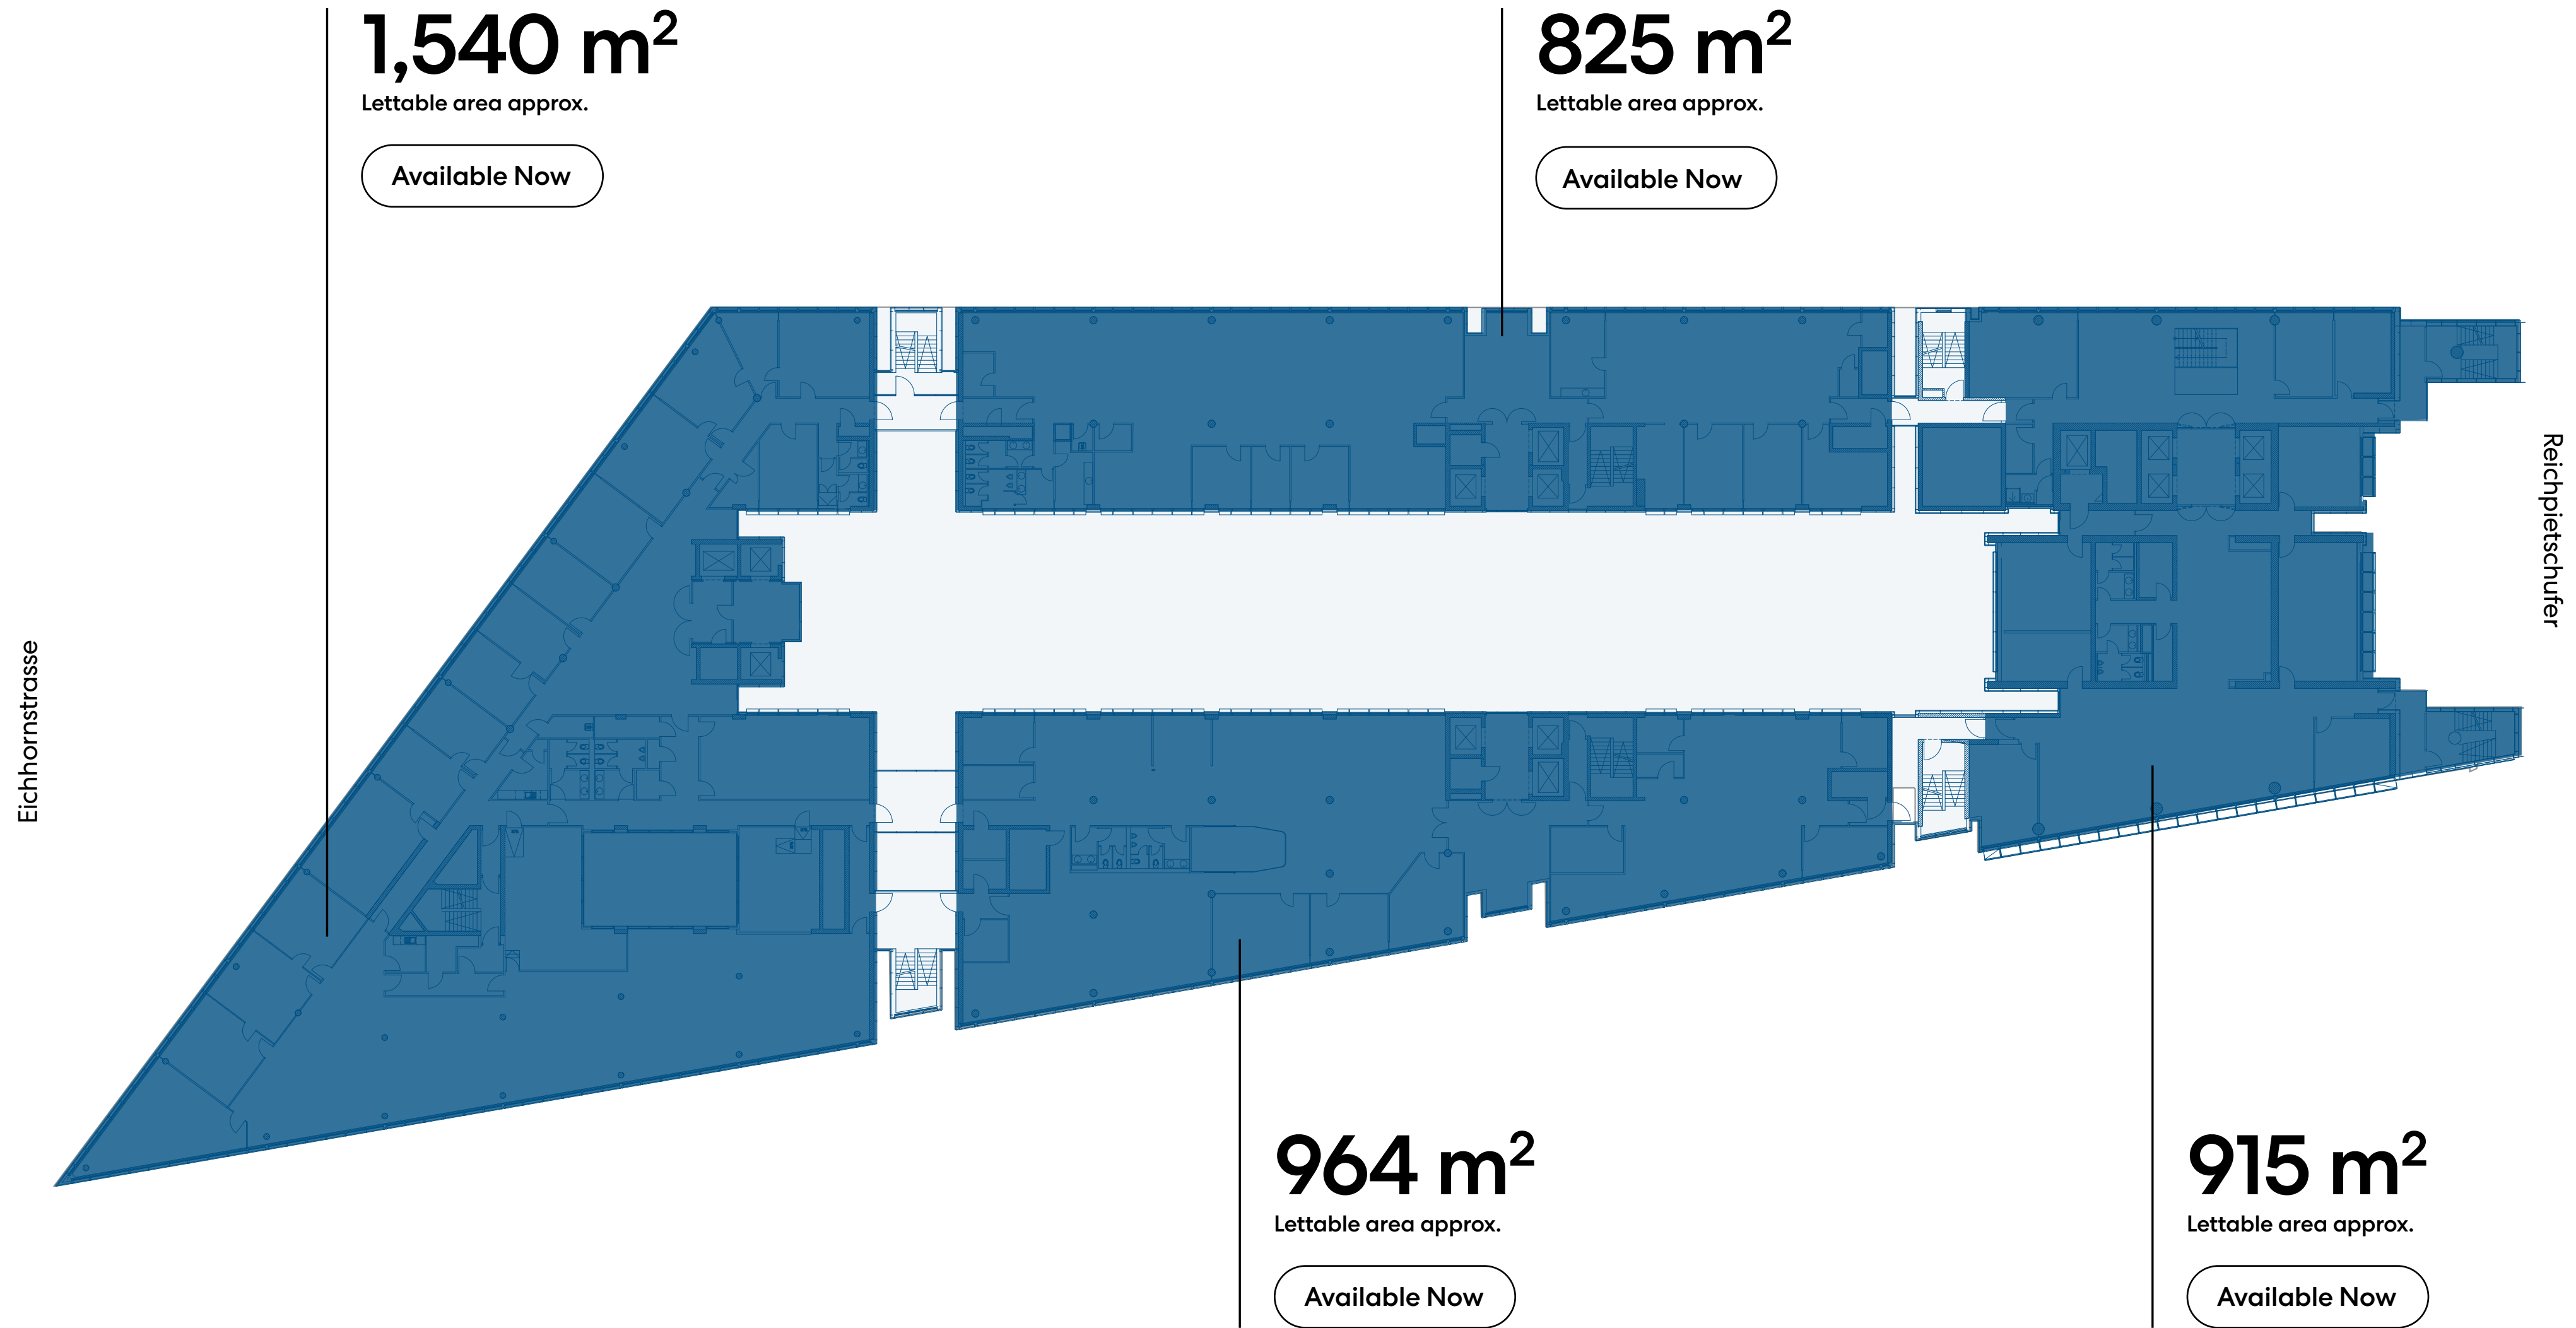 1,540 m²
Lettable area approx.
Available Now
825 m²
Lettable area approx.
Available Now
Eichhornstrasse
Reichpietschufer
964 m²
Lettable area approx.
Available Now
915 m²
Lettable area approx.
Available Now